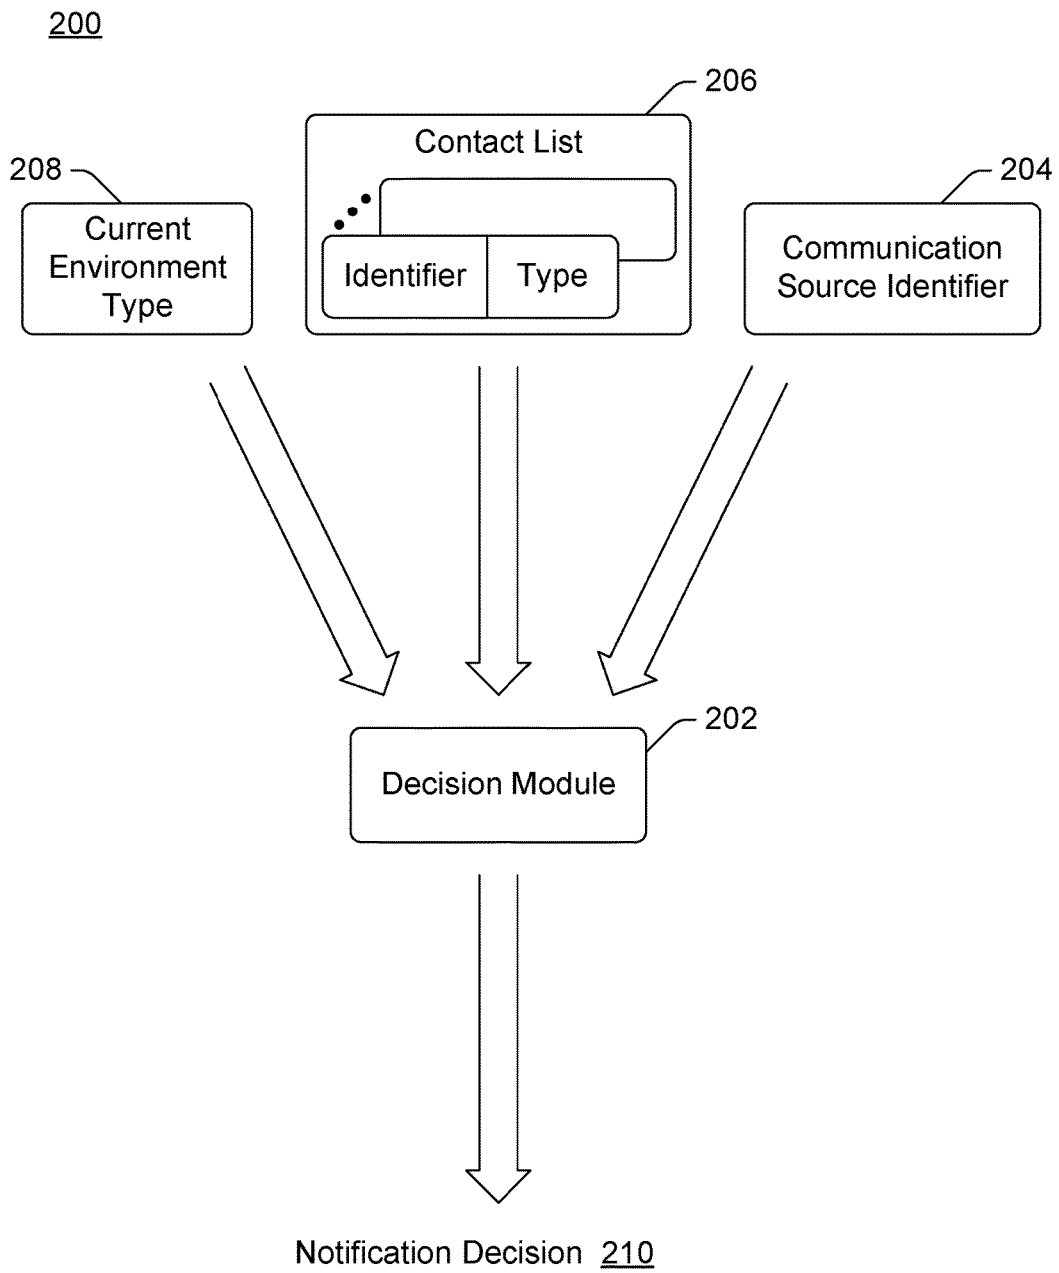 200
206
Contact List
208
204
Current
Environment
Type
Identifier
Type
Communication
Source Identifier
202
Decision Module
Notification Decision 210